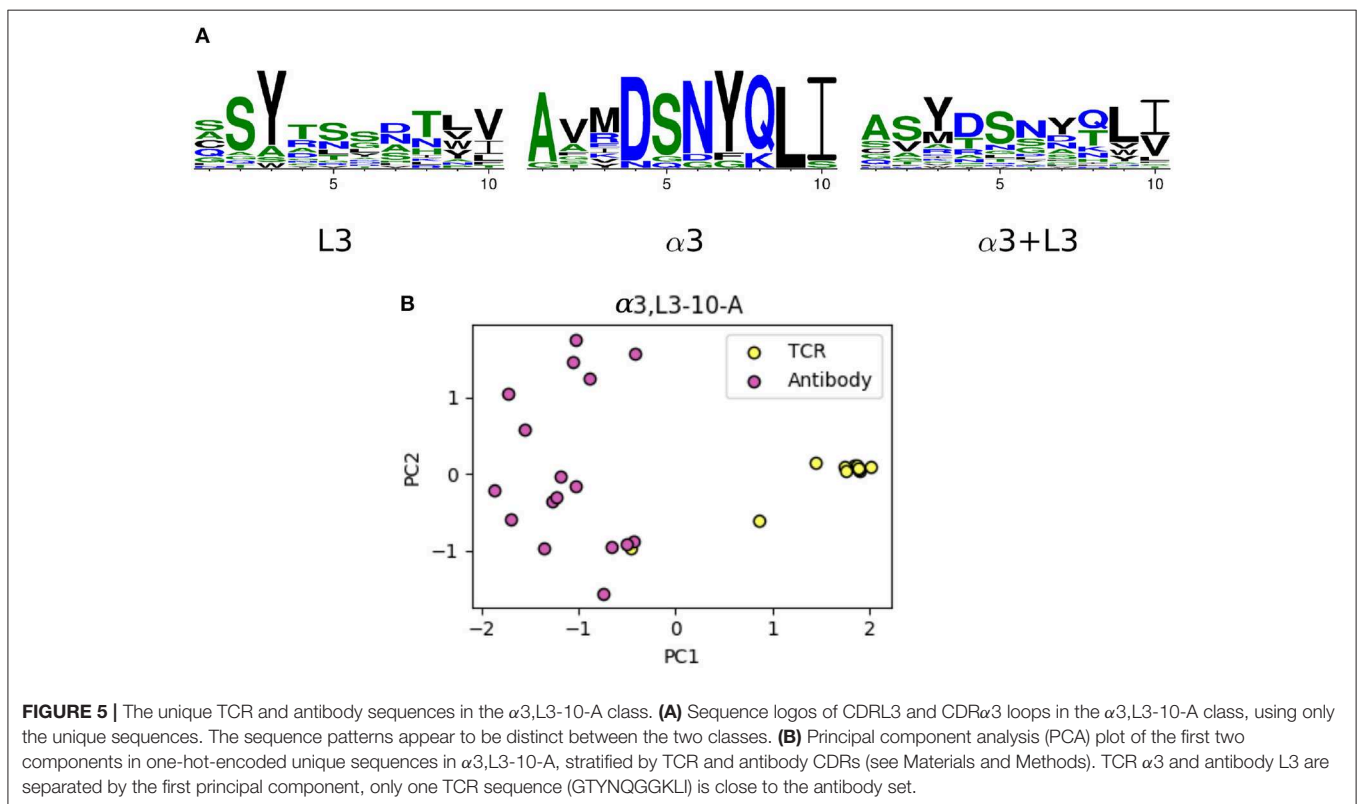 A
5 10
5 10
5 10
L3 α3 α3+L3
B
α3,L3-10-A
TCR
Antibody
PC2
1
0
−1
−2 −1 0 1 2
PC1
FIGURE 5 | The unique TCR and antibody sequences in the α3,L3-10-A class. (A) Sequence logos of CDRL3 and CDRα3 loops in the α3,L3-10-A class, using only
the unique sequences. The sequence patterns appear to be distinct between the two classes. (B) Principal component analysis (PCA) plot of the first two
components in one-hot-encoded unique sequences in α3,L3-10-A, stratified by TCR and antibody CDRs (see Materials and Methods). TCR α3 and antibody L3 are
separated by the first principal component, only one TCR sequence (GTYNQGGKLI) is close to the antibody set.